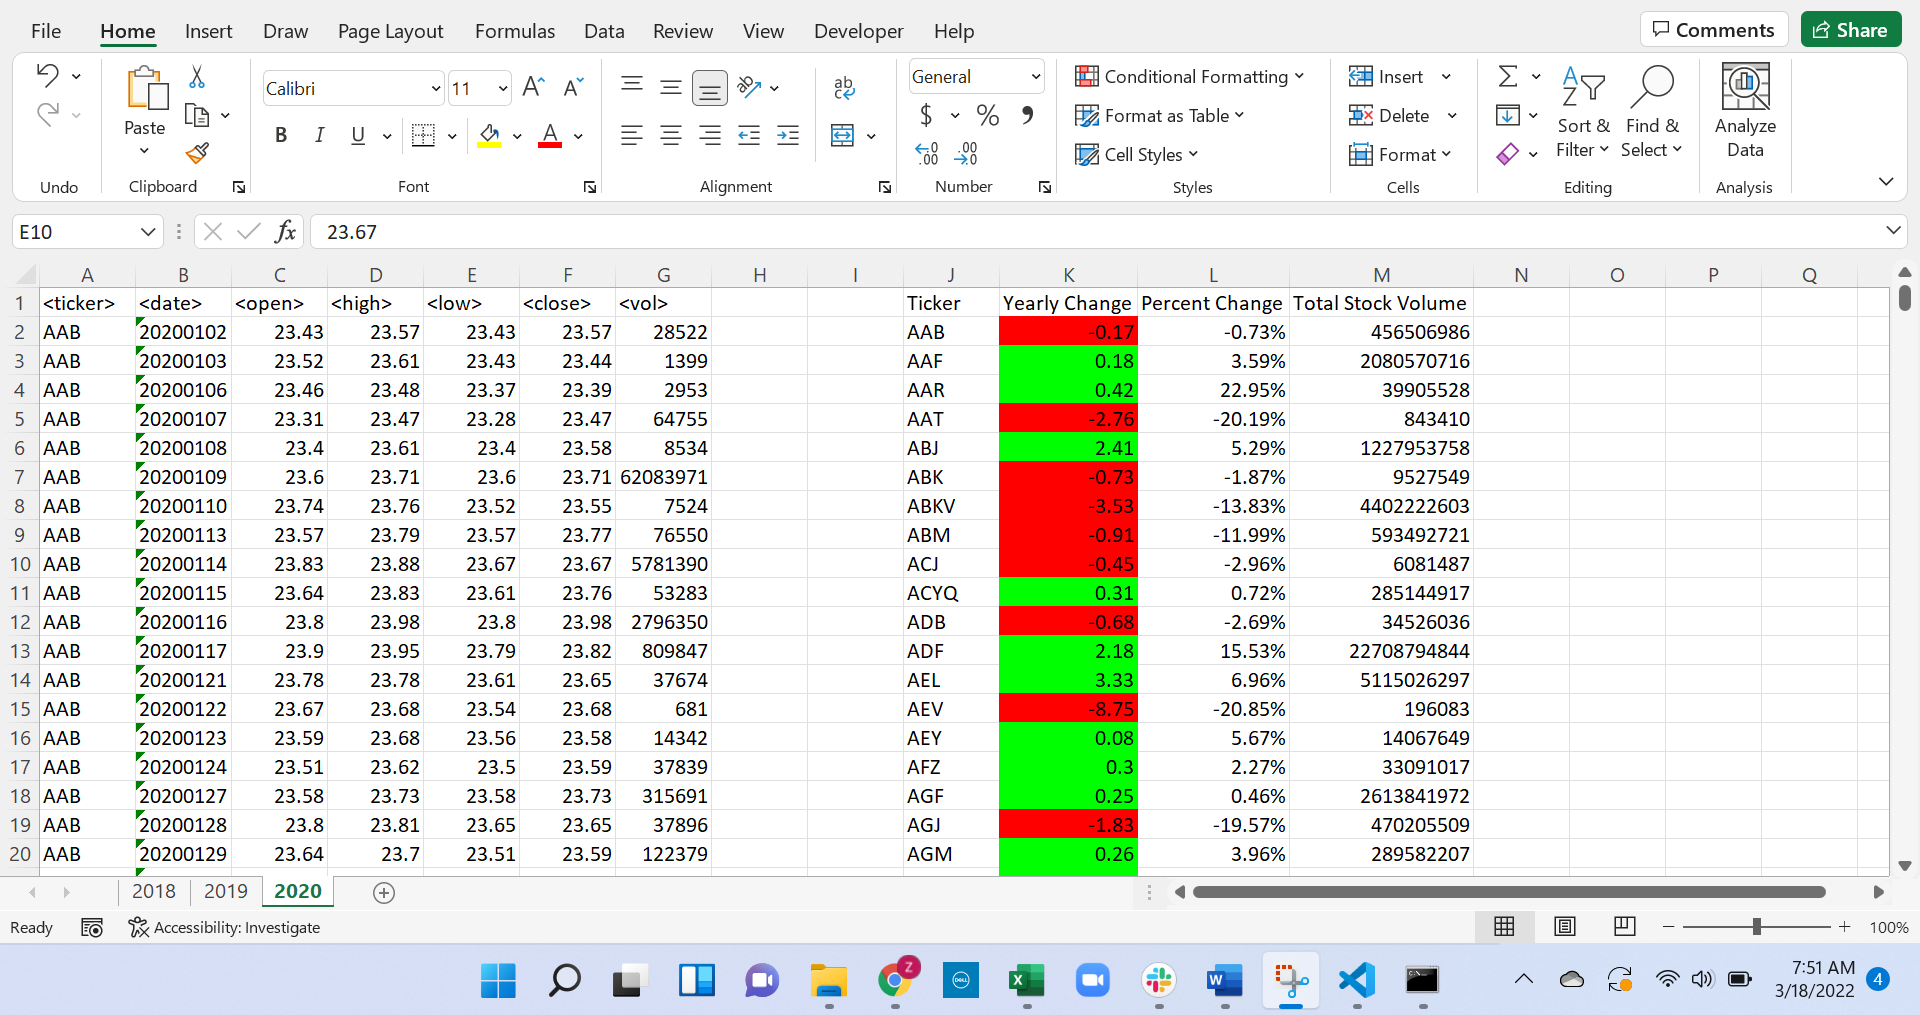 File Home Insert Draw Page Layout Formulas Data Review View Developer Help Comments Share
Calibri 11 General Conditional Formatting Insert
Paste B I U $ % Format as Table Delete Sort & Filter Find & Select Analyze Data
Cell Styles Format
Undo Clipboard Font Alignment Number Styles Cells Editing Analysis
E10 fx 23.67
A B C D E F G H I J K L M N O P Q
1 <ticker> <date> <open> <high> <low> <close> <vol> Ticker Yearly Change Percent Change Total Stock Volume
2 AAB 20200102 23.43 23.57 23.43 23.57 28522 AAB -0.17 -0.73% 456506986
3 AAB 20200103 23.52 23.61 23.43 23.44 1399 AAF 0.18 3.59% 2080570716
4 AAB 20200106 23.46 23.48 23.37 23.39 2953 AAR 0.42 22.95% 39905528
5 AAB 20200107 23.31 23.47 23.28 23.47 64755 AAT -2.76 -20.19% 843410
6 AAB 20200108 23.4 23.61 23.4 23.58 8534 ABJ 2.41 5.29% 1227953758
7 AAB 20200109 23.6 23.71 23.6 23.71 62083971 ABK -0.73 -1.87% 9527549
8 AAB 20200110 23.74 23.76 23.52 23.55 7524 ABKV -3.53 -13.83% 4402222603
9 AAB 20200113 23.57 23.79 23.57 23.77 76550 ABM -0.91 -11.99% 593492721
10 AAB 20200114 23.83 23.88 23.67 23.67 5781390 ACJ -0.45 -2.96% 6081487
11 AAB 20200115 23.64 23.83 23.61 23.76 53283 ACYQ 0.31 0.72% 285144917
12 AAB 20200116 23.8 23.98 23.8 23.98 2796350 ADB -0.68 -2.69% 34526036
13 AAB 20200117 23.9 23.95 23.79 23.82 809847 ADF 2.18 15.53% 22708794844
14 AAB 20200121 23.78 23.78 23.61 23.65 37674 AEL 3.33 6.96% 5115026297
15 AAB 20200122 23.67 23.68 23.54 23.68 681 AEV -8.75 -20.85% 196083
16 AAB 20200123 23.59 23.68 23.56 23.58 14342 AEY 0.08 5.67% 14067649
17 AAB 20200124 23.51 23.62 23.5 23.59 37839 AFZ 0.3 2.27% 33091017
18 AAB 20200127 23.58 23.73 23.58 23.73 315691 AGF 0.25 0.46% 2613841972
19 AAB 20200128 23.8 23.81 23.65 23.65 37896 AGJ -1.83 -19.57% 470205509
20 AAB 20200129 23.64 23.7 23.51 23.59 122379 AGM 0.26 3.96% 289582207
2018 2019 2020
Ready Accessibility: Investigate 100%
7:51 AM
3/18/2022 4